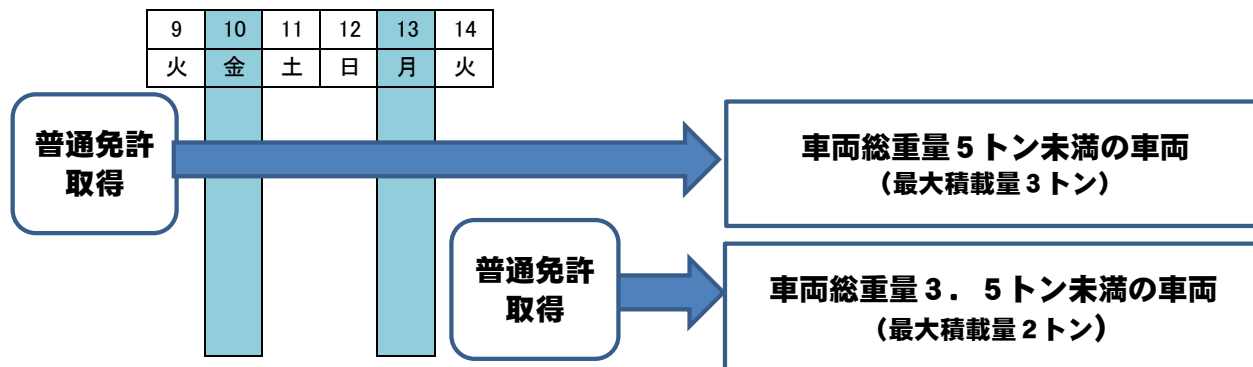 9 10 11 12 13 14
火 金 土 日 月 火
普通免許
取得
車両総重量5トン未満の車両
（最大積載量3トン）
普通免許
取得
車両総重量3．5トン未満の車両
（最大積載量2トン）